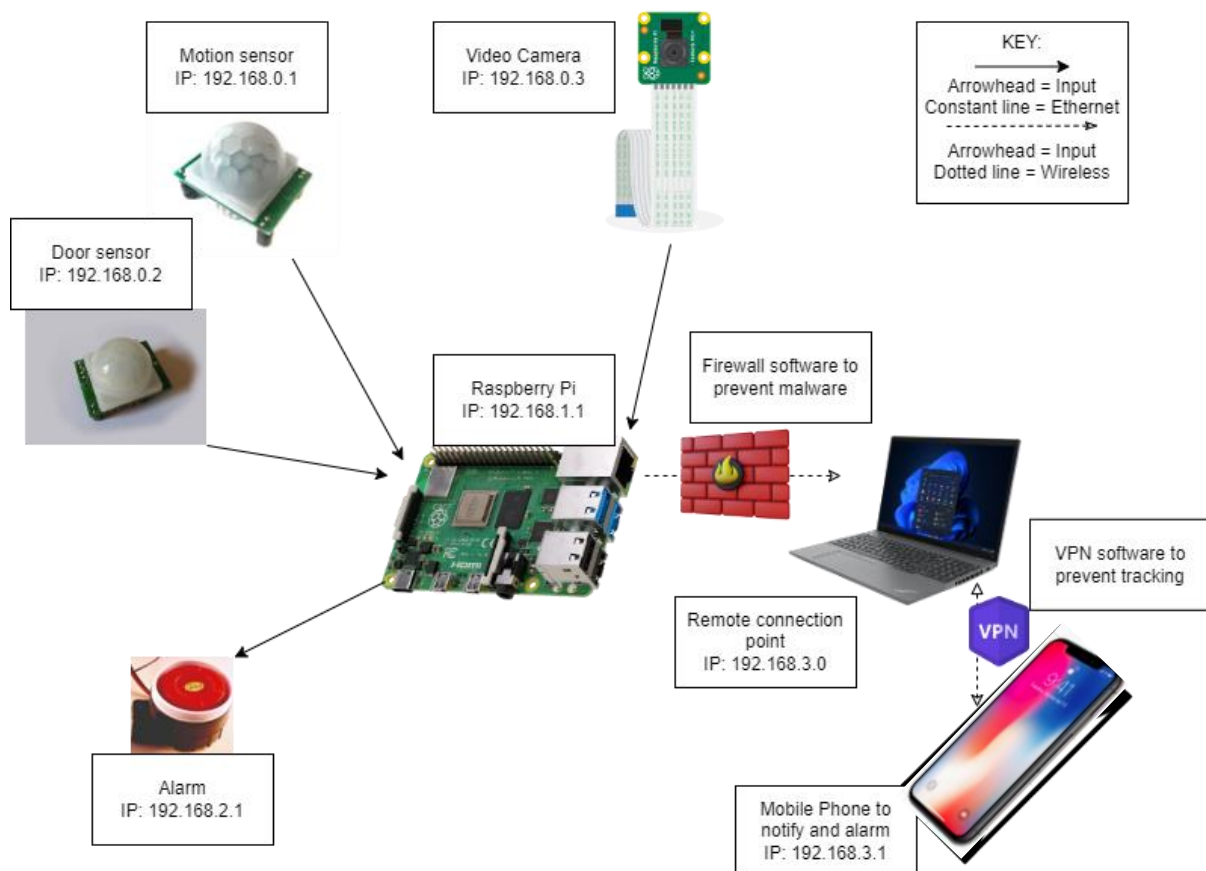 Motion sensor
IP: 192.168.0.1
Video Camera
IP: 192.168.0.3
KEY:
Arrowhead = Input
Constant line = Ethernet
Arrowhead = Input
Dotted line = Wireless
Door sensor
IP: 192.168.0.2
Raspberry Pi
IP: 192.168.1.1
Firewall software to
prevent malware
HDMI
VPN software to
prevent tracking
VPN
Remote connection
point
IP: 192.168.3.0
9:41
Alarm
IP: 192.168.2.1
Mobile Phone to
notify and alarm
IP: 192.168.3.1